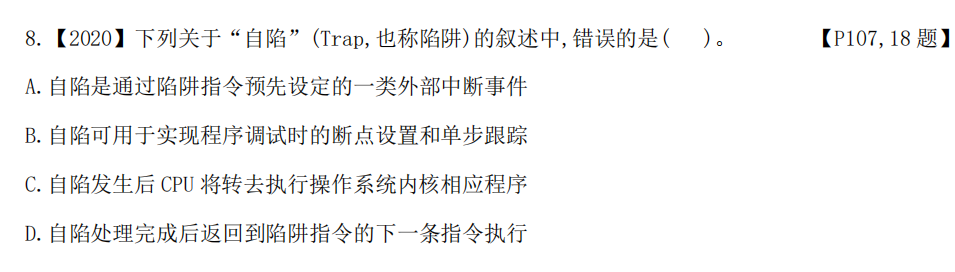 8.【2020】下列关于“自陷”(Trap,也称陷阱)的叙述中,错误的是(   )。 【P107,18 题】
A.自陷是通过陷阱指令预先设定的一类外部中断事件
B.自陷可用于实现程序调试时的断点设置和单步跟踪
C.自陷发生后 CPU 将转去执行操作系统内核相应程序
D.自陷处理完成后返回到陷阱指令的下一条指令执行